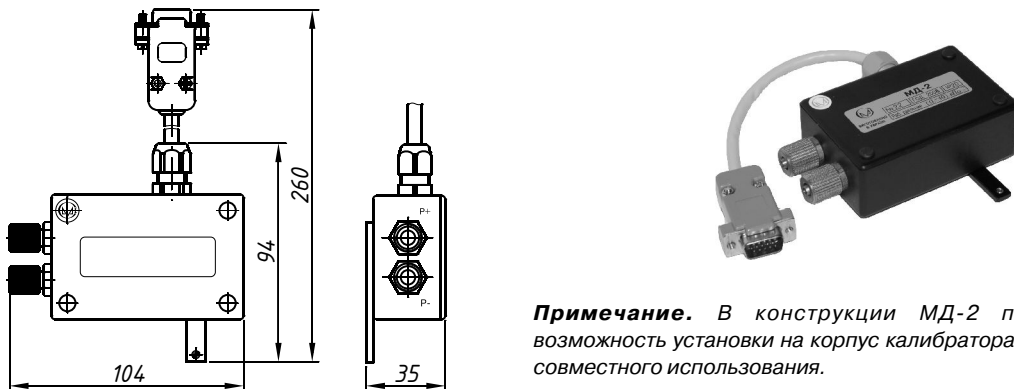 260
94
104
35
P+
P-
МД-2
Примечание. В конструкции МД-2 п
возможность установки на корпус калибратора
совместного использования.